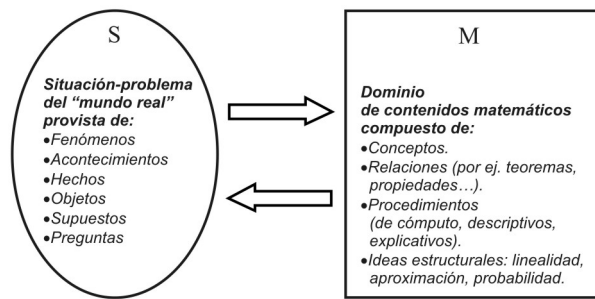 S
Situación-problema
del “mundo real”
provista de:
•Fenómenos
•Acontecimientos
•Hechos
•Objetos
•Supuestos
•Preguntas
M
Dominio
de contenidos matemáticos
compuesto de:
•Conceptos.
•Relaciones (por ej. teoremas,
propiedades…).
•Procedimientos
(de cómputo, descriptivos,
explicativos).
•Ideas estructurales: linealidad,
aproximación, probabilidad.